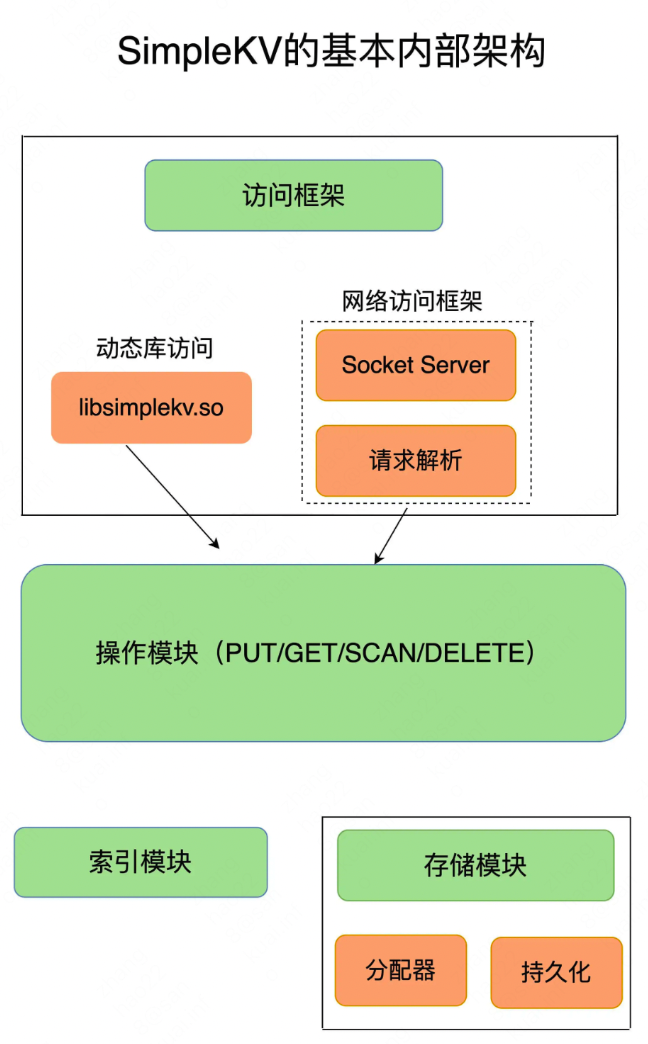 SimpleKV的基本内部架构
访问框架
网络访问框架
动态库访问
Socket Server
libsimplekv.so
请求解析
操作模块（PUT/GET/SCAN/DELETE）
索引模块
存储模块
分配器
持久化